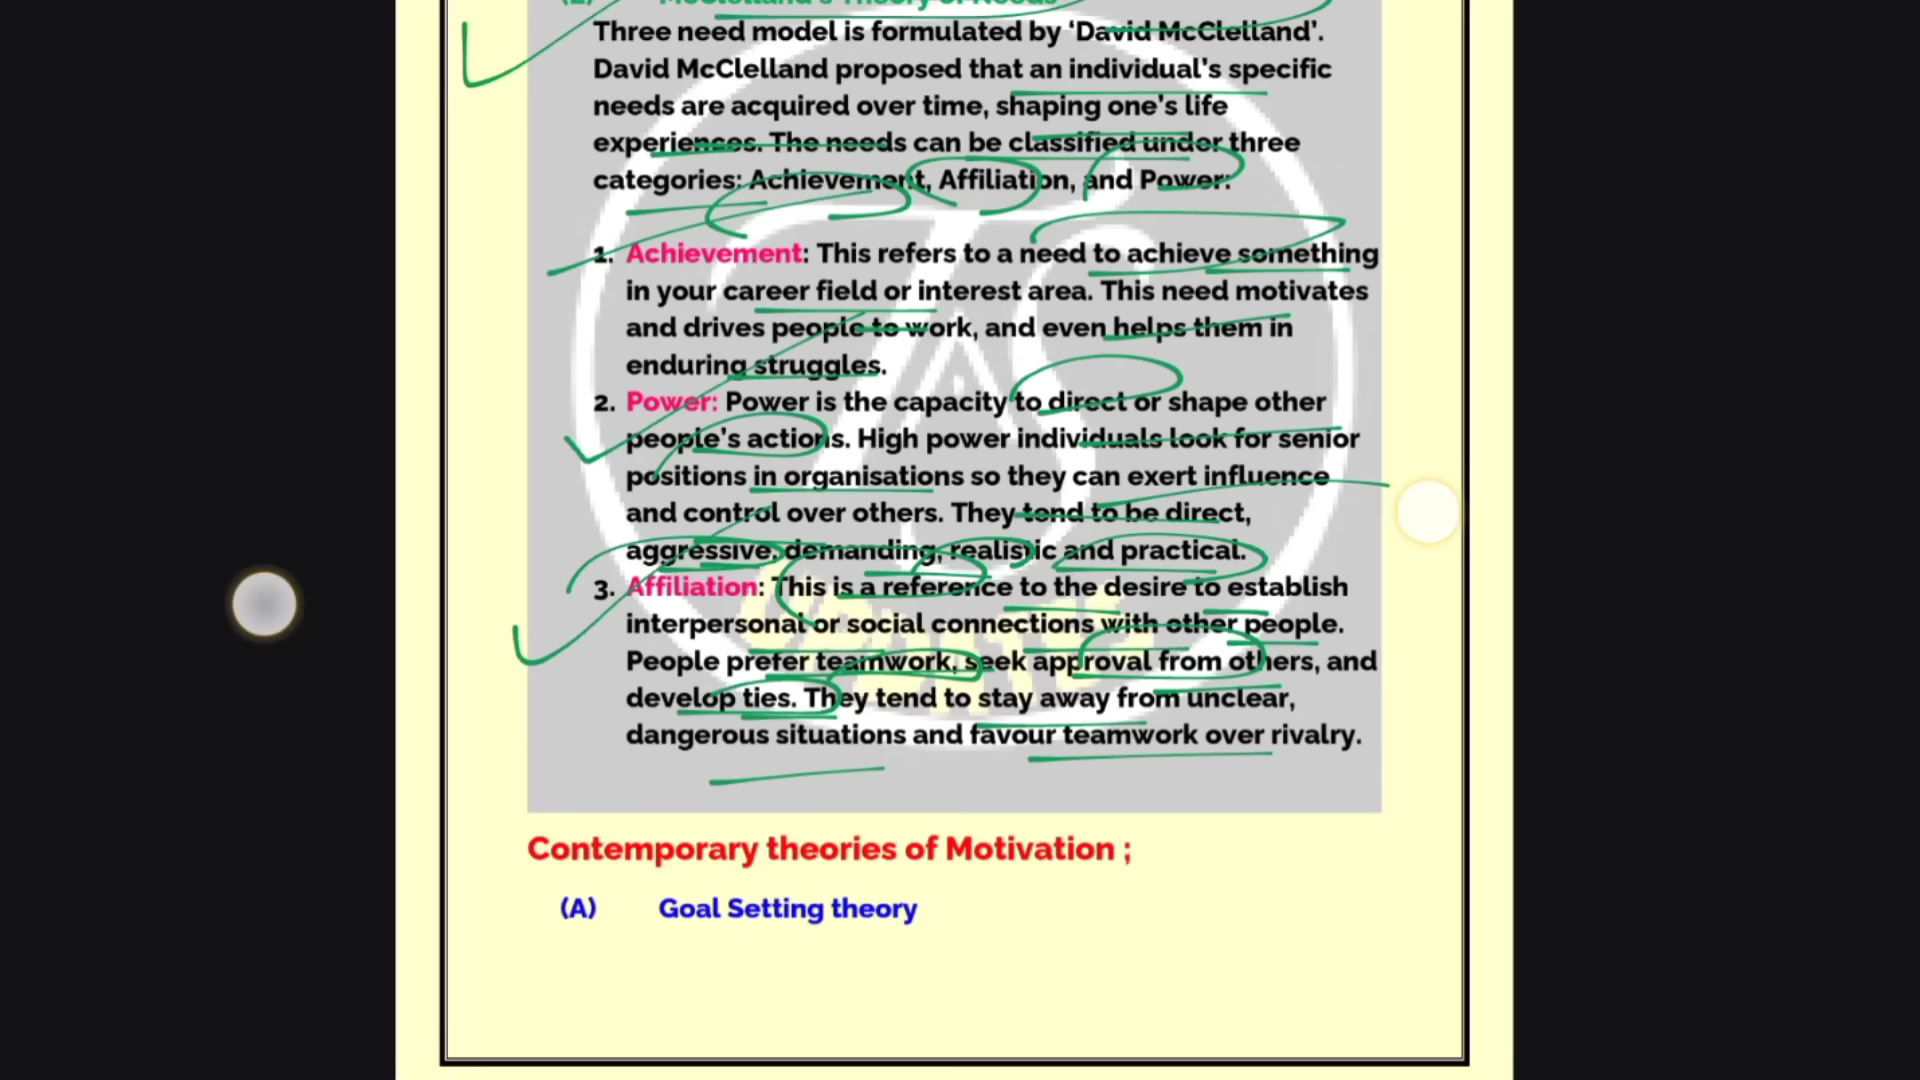 McClelland's Theory of Needs
Three need model is formulated by ‘David McClelland’.
David McClelland proposed that an individual’s specific
needs are acquired over time, shaping one’s life
experiences. The needs can be classified under three
categories: Achievement, Affiliation, and Power:
1. Achievement: This refers to a need to achieve something
in your career field or interest area. This need motivates
and drives people to work, and even helps them in
enduring struggles.
2. Power: Power is the capacity to direct or shape other
people’s actions. High power individuals look for senior
positions in organisations so they can exert influence
and control over others. They tend to be direct,
aggressive, demanding, realistic and practical.
3. Affiliation: This is a reference to the desire to establish
interpersonal or social connections with other people.
People prefer teamwork, seek approval from others, and
develop ties. They tend to stay away from unclear,
dangerous situations and favour teamwork over rivalry.
Contemporary theories of Motivation ;
(A) Goal Setting theory